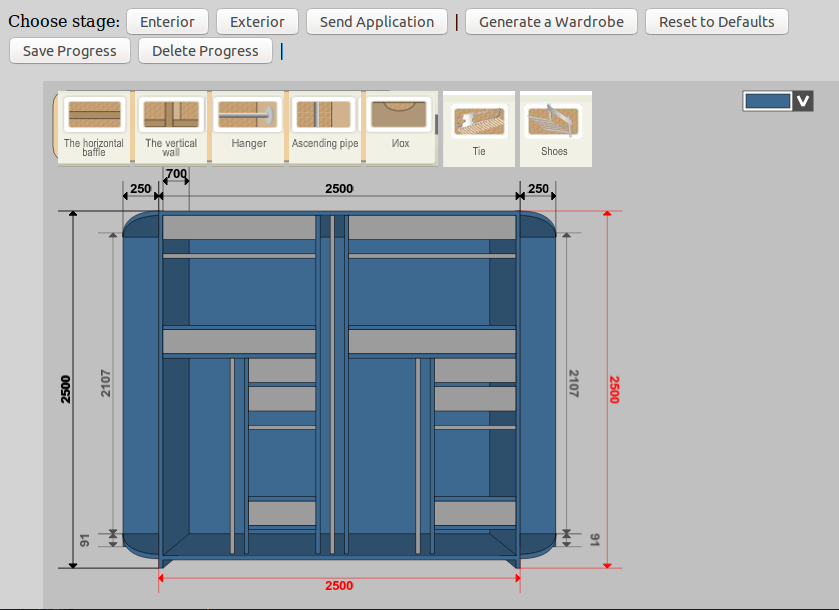 Choose stage: Enterior Exterior Send Application | Generate a Wardrobe Reset to Defaults
Save Progress Delete Progress |
The horizontal baffle
The vertical wall
Hanger
Ascending pipe
Иox
Tie
Shoes
V
700
250 2500 250
2107
2500
91
2107
2500
91
2500